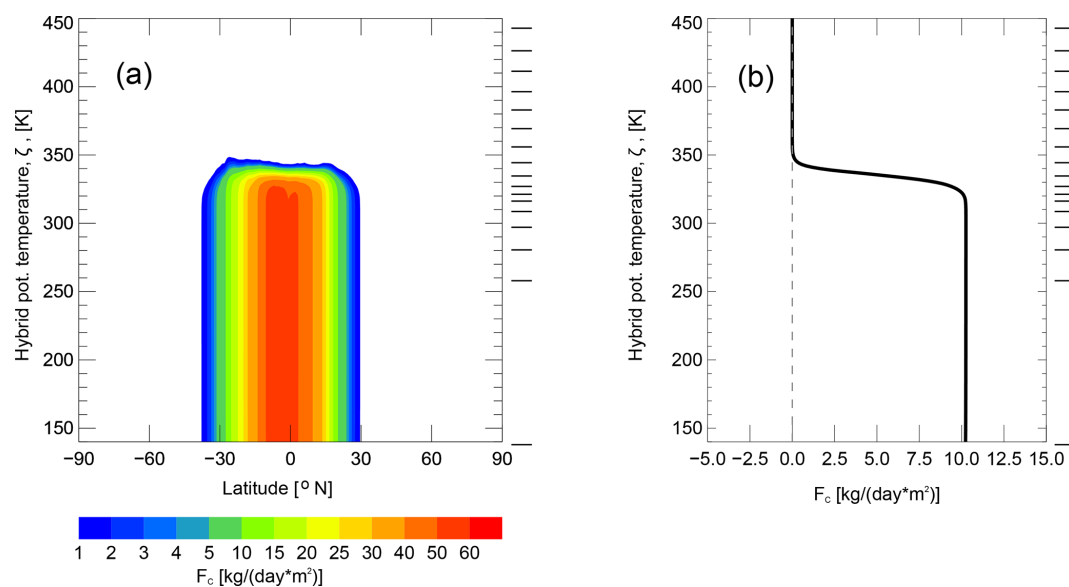 (a)
Hybrid pot. temperature, ζ , [K]
450
400
350
300
250
200
150
−90 −60 −30 0 30 60 90
Latitude [° N]
1 2 3 4 5 10 15 20 25 30 40 50 60
F_c [kg/(day*m²)]
(b)
Hybrid pot. temperature, ζ , [K]
450
400
350
300
250
200
150
−5.0 −2.5 0.0 2.5 5.0 7.5 10.0 12.5 15.0
F_c [kg/(day*m²)]